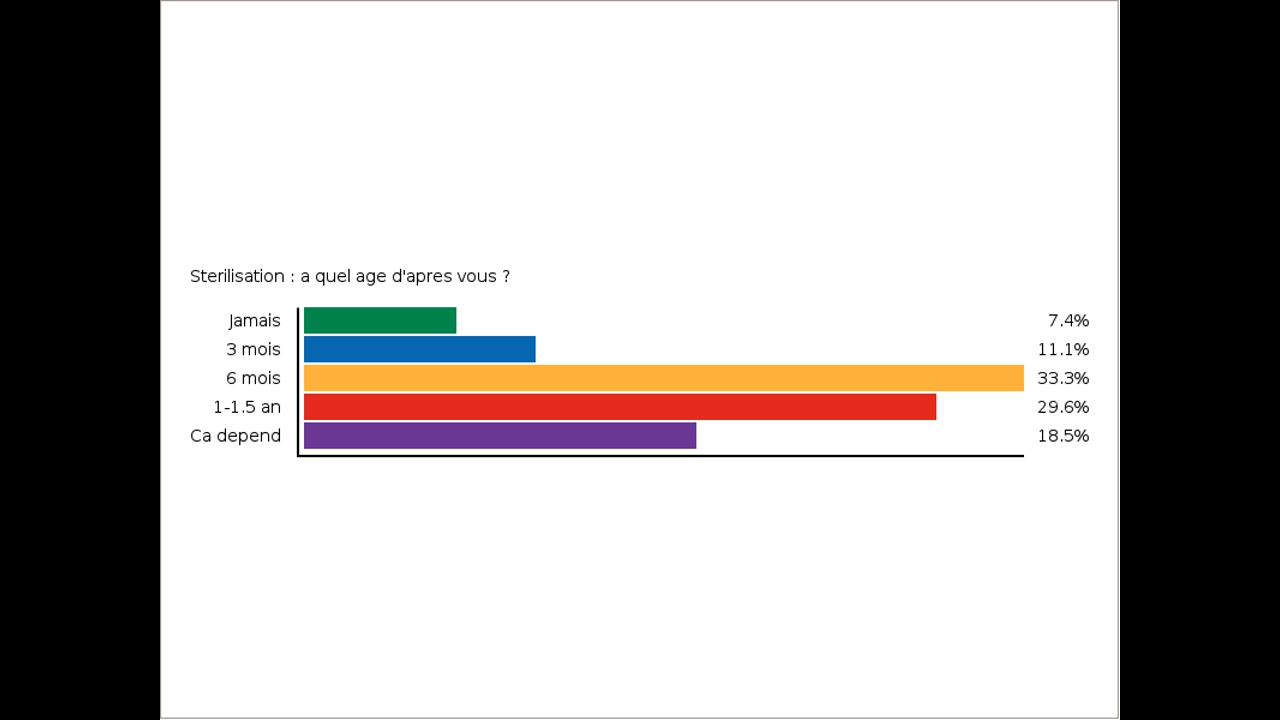 Sterilisation : a quel age d'apres vous ?
Jamais 7.4%
3 mois 11.1%
6 mois 33.3%
1-1.5 an 29.6%
Ca depend 18.5%